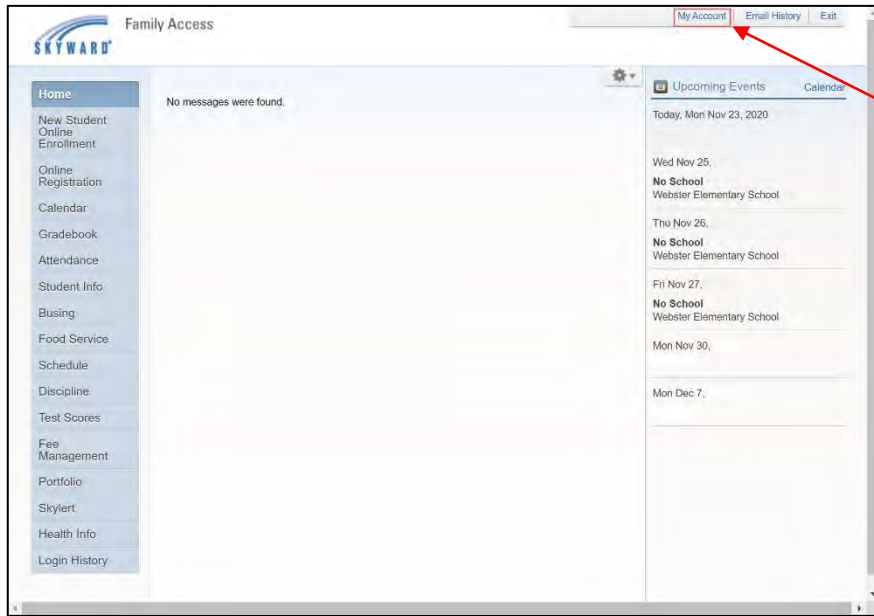 Family Access
SKYWARD
My Account
Email History
Exit
Home
New Student
Online
Enrollment
Online
Registration
Calendar
Gradebook
Attendance
Student Info
Busing
Food Service
Schedule
Discipline
Test Scores
Fee
Management
Portfolio
Skylert
Health Info
Login History
No messages were found.
Upcoming Events
Calendar
Today, Mon Nov 23, 2020
Wed Nov 25,
No School
Webster Elementary School
Thu Nov 26,
No School
Webster Elementary School
Fri Nov 27,
No School
Webster Elementary School
Mon Nov 30,
Mon Dec 7,